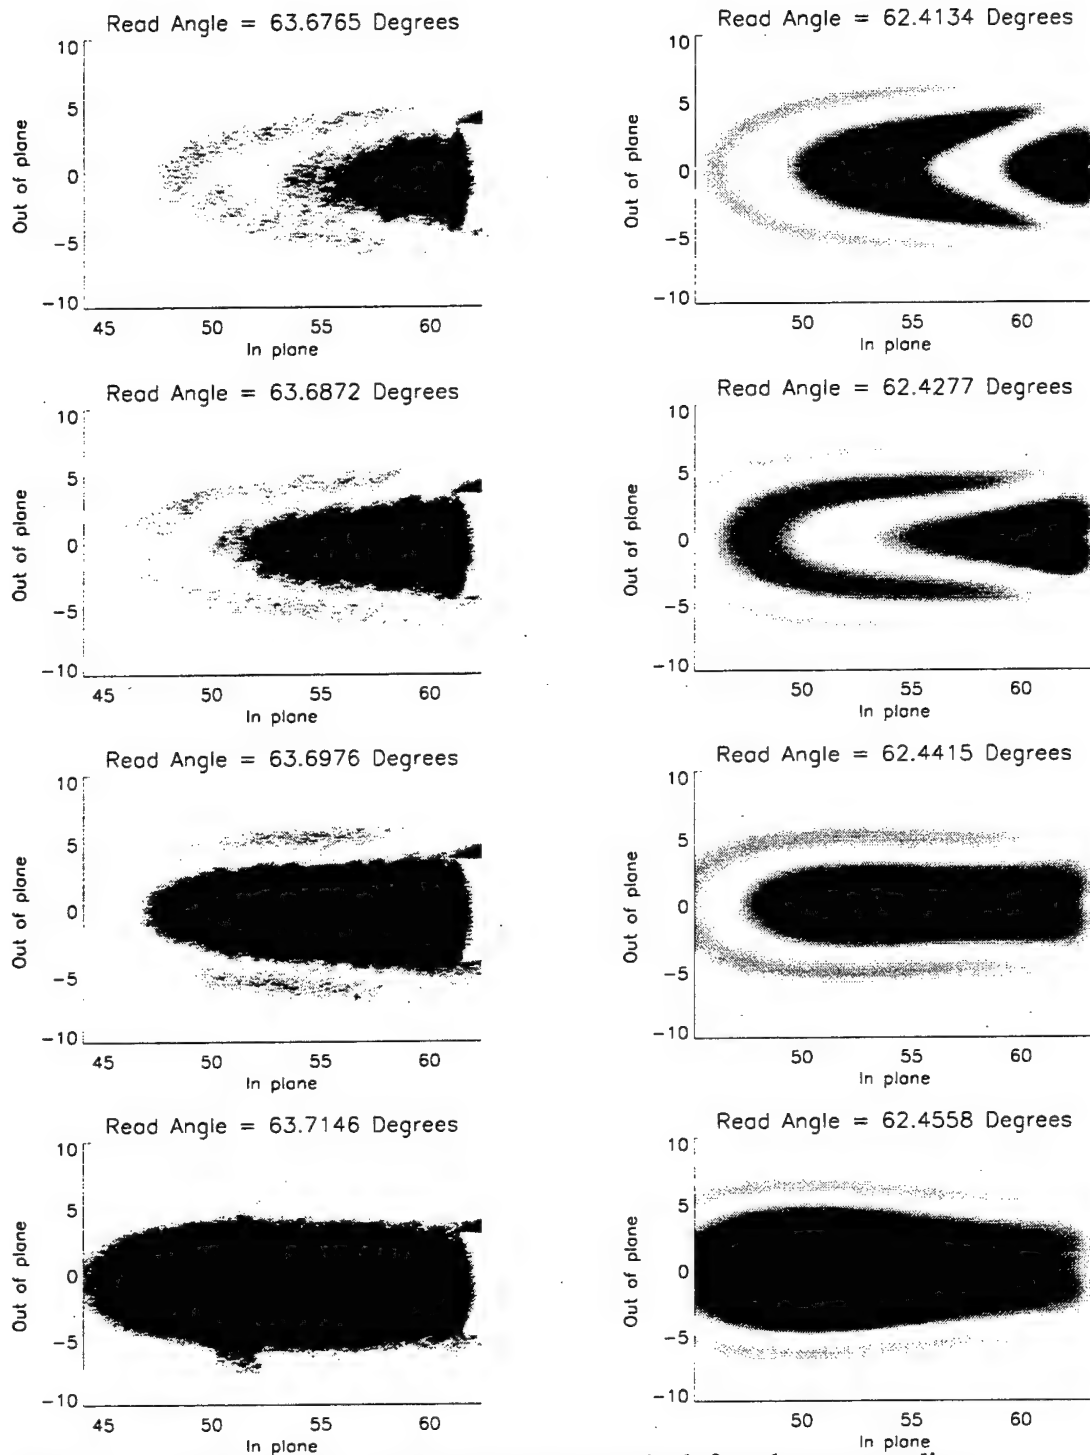 Read Angle = 63.6765 Degrees
10
5
0
−5
−10
Out of plane
45 50 55 60
In plane
Read Angle = 62.4134 Degrees
10
5
0
−5
−10
Out of plane
50 55 60
In plane
Read Angle = 63.6872 Degrees
10
5
0
−5
−10
Out of plane
45 50 55 60
In plane
Read Angle = 62.4277 Degrees
10
5
0
−5
−10
Out of plane
50 55 60
In plane
Read Angle = 63.6976 Degrees
10
5
0
−5
−10
Out of plane
45 50 55 60
In plane
Read Angle = 62.4415 Degrees
10
5
0
−5
−10
Out of plane
50 55 60
In plane
Read Angle = 63.7146 Degrees
10
5
0
−5
−10
Out of plane
45 50 55 60
In plane
Read Angle = 62.4558 Degrees
10
5
0
−5
−10
Out of plane
50 55 60
In plane